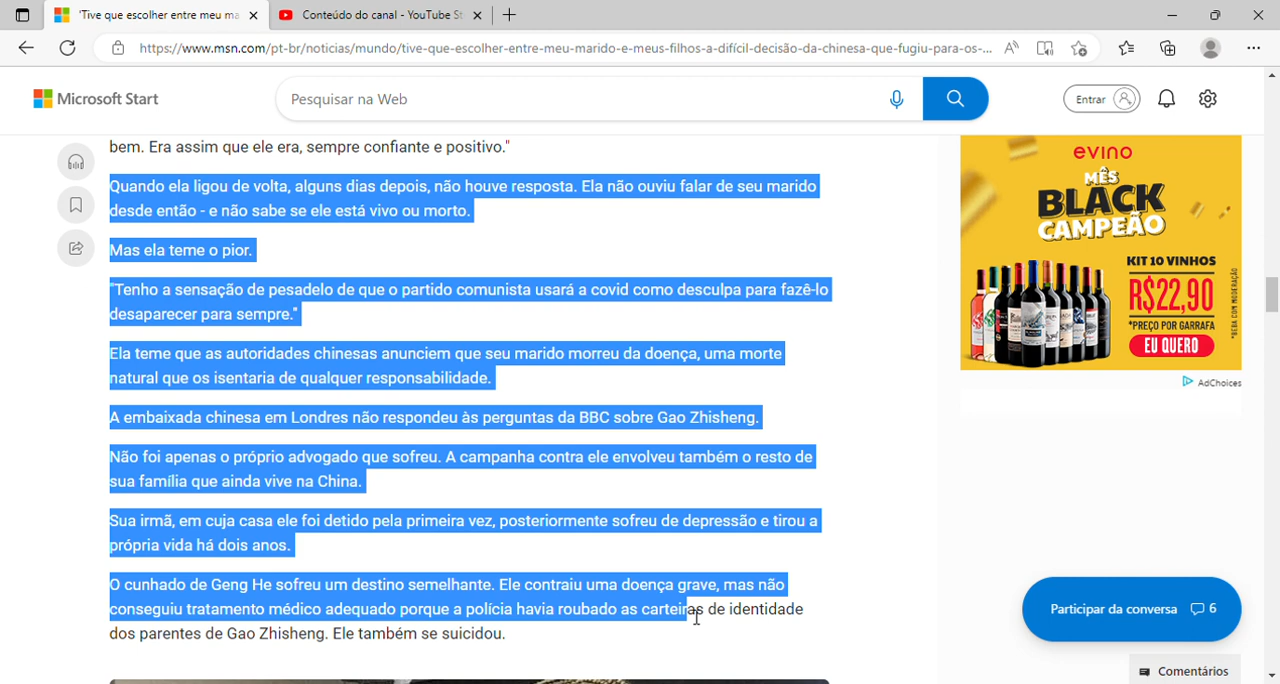 'Tive que escolher entre meu ma
Conteúdo do canal - YouTube St
https://www.msn.com/pt-br/noticias/mundo/tive-que-escolher-entre-meu-marido-e-meus-filhos-a-difícil-decisão-da-chinesa-que-fugiu-para-os-...
Microsoft Start
Pesquisar na Web
Entrar
bem. Era assim que ele era, sempre confiante e positivo."
Quando ela ligou de volta, alguns dias depois, não houve resposta. Ela não ouviu falar de seu marido
desde então - e não sabe se ele está vivo ou morto.
Mas ela teme o pior.
"Tenho a sensação de pesadelo de que o partido comunista usará a covid como desculpa para fazê-lo
desaparecer para sempre."
Ela teme que as autoridades chinesas anunciem que seu marido morreu da doença, uma morte
natural que os isentaria de qualquer responsabilidade.
A embaixada chinesa em Londres não respondeu às perguntas da BBC sobre Gao Zhisheng.
Não foi apenas o próprio advogado que sofreu. A campanha contra ele envolveu também o resto de
sua família que ainda vive na China.
Sua irmã, em cuja casa ele foi detido pela primeira vez, posteriormente sofreu de depressão e tirou a
própria vida há dois anos.
O cunhado de Geng He sofreu um destino semelhante. Ele contraiu uma doença grave, mas não
conseguiu tratamento médico adequado porque a polícia havia roubado as carteiras de identidade
dos parentes de Gao Zhisheng. Ele também se suicidou.
evino
MÊS
BLACK
CAMPEÃO
KIT 10 VINHOS
R$22,90
*PREÇO POR GARRAFA
EU QUERO
*BEBA COM MODERAÇÃO
AdChoices
Participar da conversa 6
Comentários